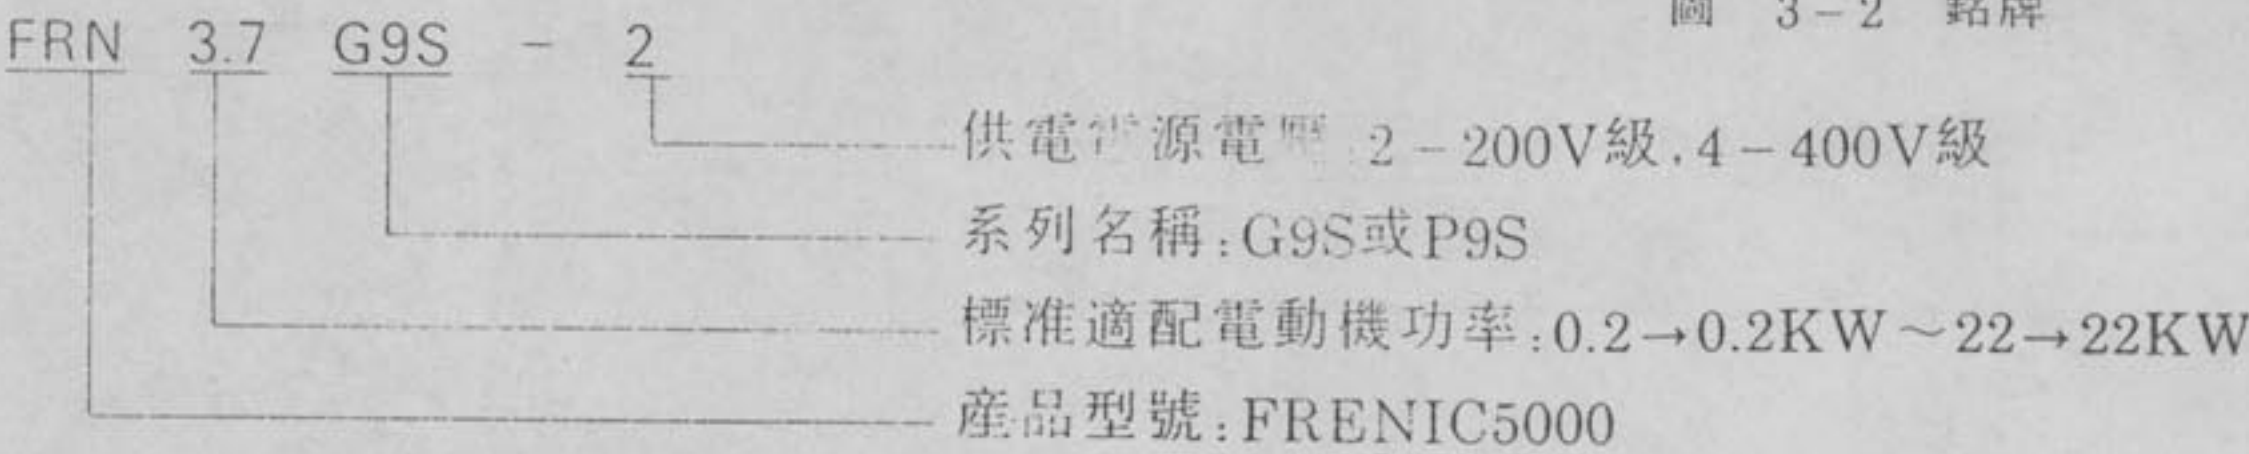 圖 3-2 銘牌
FRN 3.7 G9S - 2
供電電源電壓:2-200V級.4-400V級
系列名稱:G9S或P9S
標准適配電動機功率:0.2→0.2KW~22→22KW
産品型號:FRENIC5000